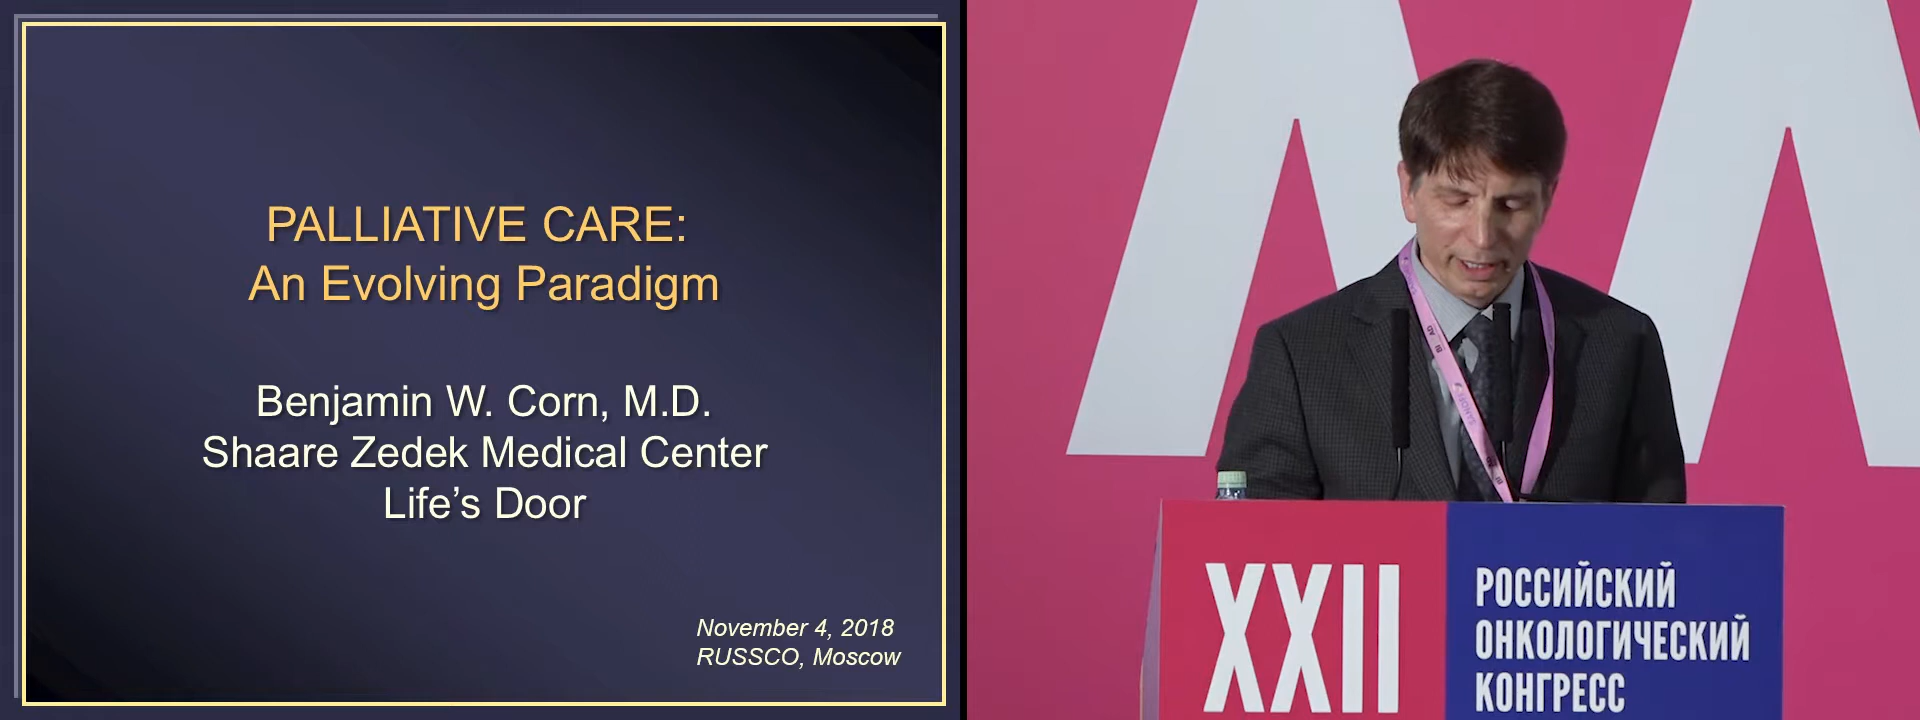 PALLIATIVE CARE:
An Evolving Paradigm
Benjamin W. Corn, M.D.
Shaare Zedek Medical Center
Life’s Door
November 4, 2018
RUSSCO, Moscow
XXII
РОССИЙСКИЙ
ОНКОЛОГИЧЕСКИЙ
КОНГРЕСС